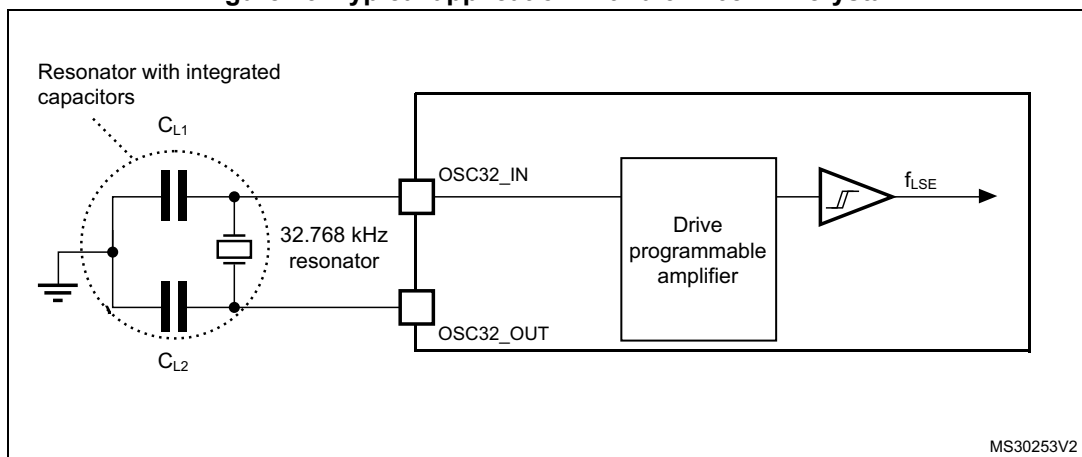 Resonator with integrated
capacitors
CL1
OSC32_IN
fLSE
32.768 kHz
resonator
Drive
programmable
amplifier
OSC32_OUT
CL2
MS30253V2